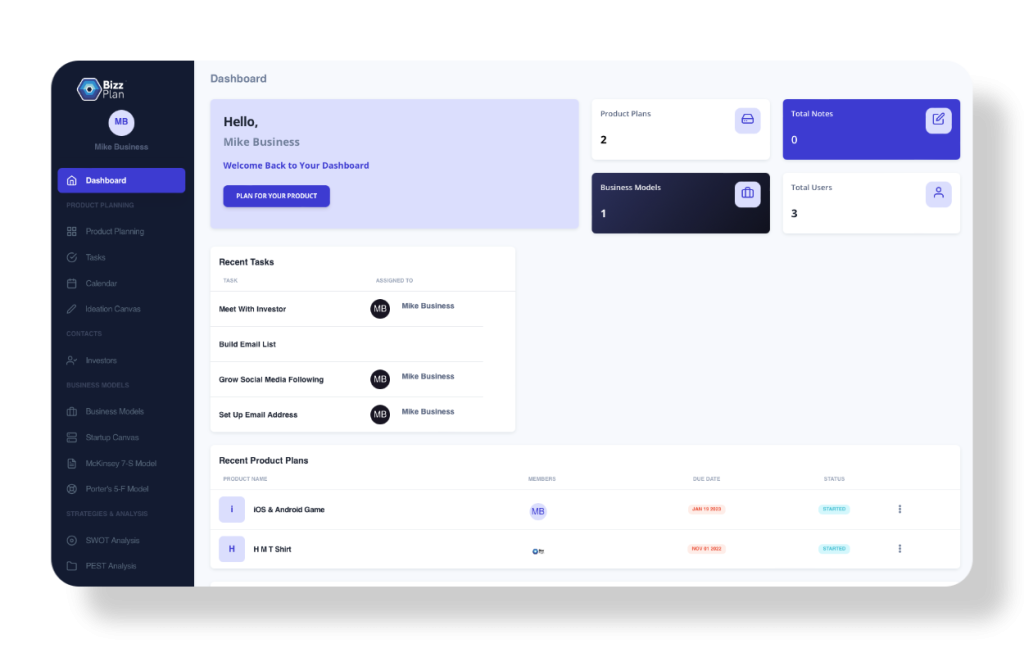 Bizz
Plan
MB
Mike Business
Dashboard
PRODUCT PLANNING
Product Planning
Tasks
Calendar
Ideation Canvas
CONTACTS
Investors
BUSINESS MODELS
Business Models
Startup Canvas
McKinsey 7-S Model
Porter's 5-F Model
STRATEGIES & ANALYSIS
SWOT Analysis
PEST Analysis
Dashboard
Hello,
Mike Business
Welcome Back to Your Dashboard
PLAN FOR YOUR PRODUCT
Product Plans
2
Total Notes
0
Business Models
1
Total Users
3
Recent Tasks
TASK ASSIGNED TO
Meet With Investor MB Mike Business
Build Email List
Grow Social Media Following MB Mike Business
Set Up Email Address MB Mike Business
Recent Product Plans
PRODUCT NAME MEMBERS DUE DATE STATUS
i iOS & Android Game MB JAN 10 2023 STARTED
H H M T Shirt NOV 01 2022 STARTED